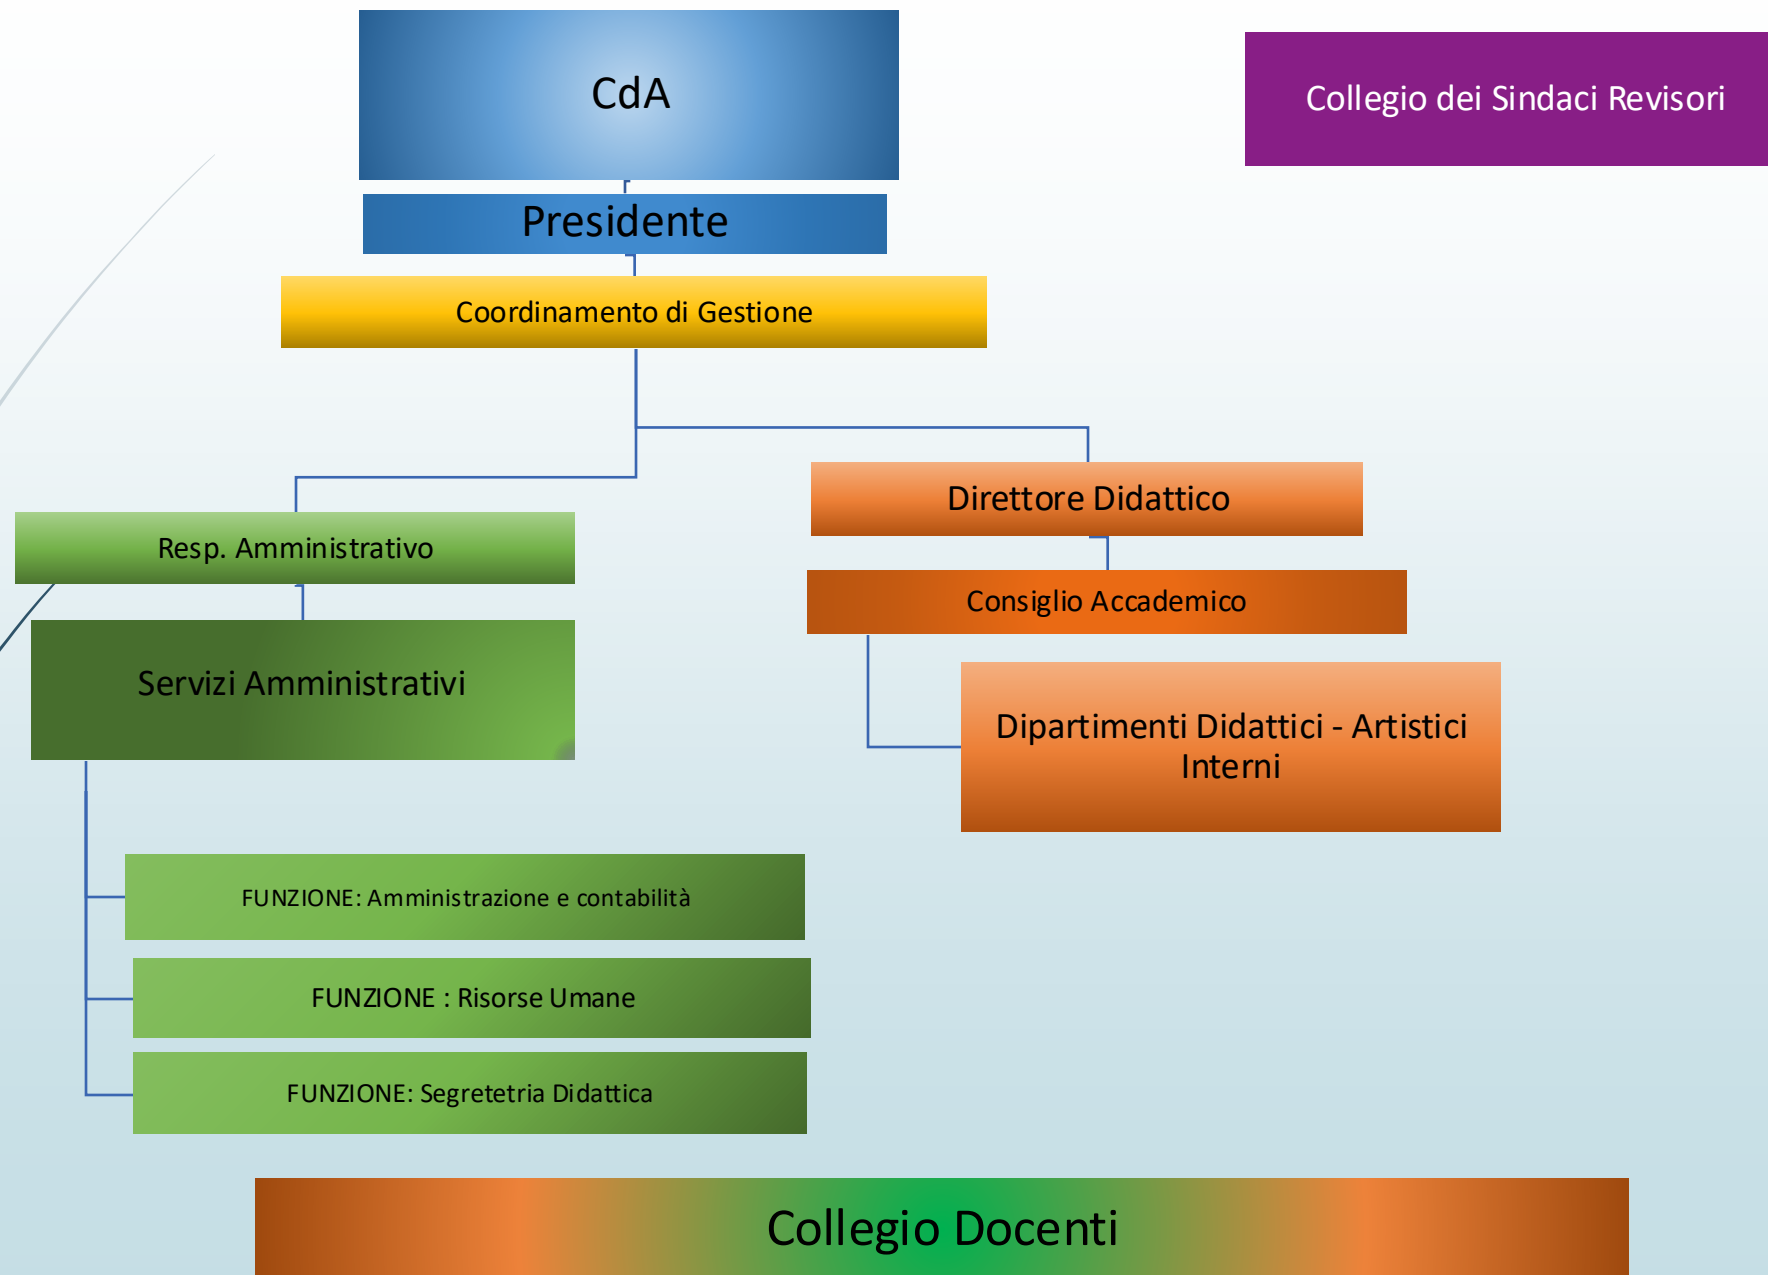 CdA
Collegio dei Sindaci Revisori
Presidente
Coordinamento di Gestione
Direttore Didattico
Resp. Amministrativo
Consiglio Accademico
Servizi Amministrativi
Dipartimenti Didattici - Artistici
Interni
FUNZIONE: Amministrazione e contabilità
FUNZIONE : Risorse Umane
FUNZIONE: Segretetria Didattica
Collegio Docenti